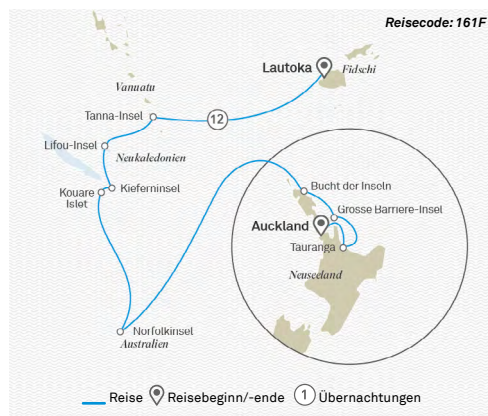 Reisecode: 161F
Lautoka
Fidschi
Vanuatu
Tanna-Insel
12
Lifou-Insel
Neukaledonien
Kouare
Islet
Kieferninsel
Bucht der Inseln
Grosse Barriere-Insel
Auckland
Tauranga
Neuseeland
Norfolkinsel
Australien
Reise
Reisebeginn/-ende
1
Übernachtungen